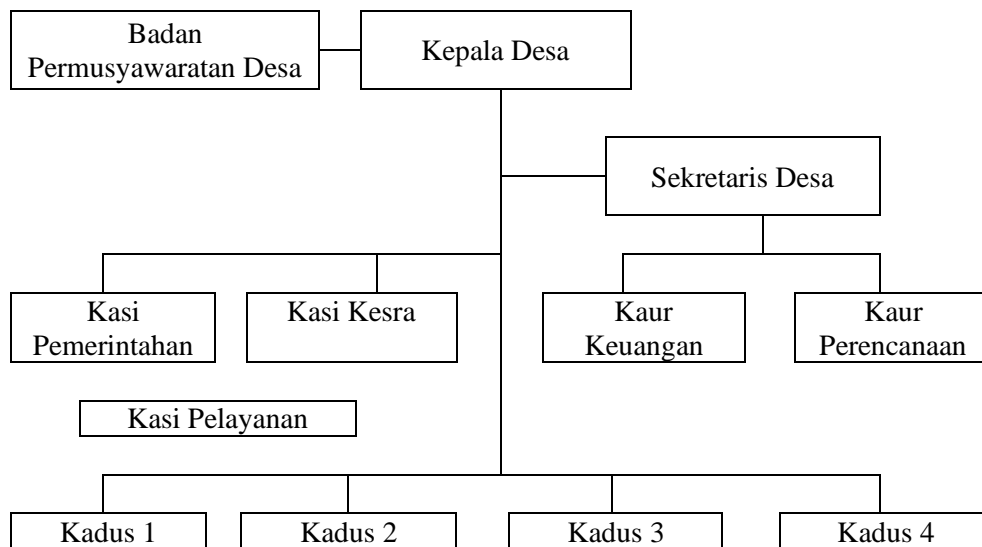 Badan
Permusyawaratan Desa
Kepala Desa
Sekretaris Desa
Kasi
Pemerintahan
Kasi Kesra
Kaur
Keuangan
Kaur
Perencanaan
Kasi Pelayanan
Kadus 1
Kadus 2
Kadus 3
Kadus 4